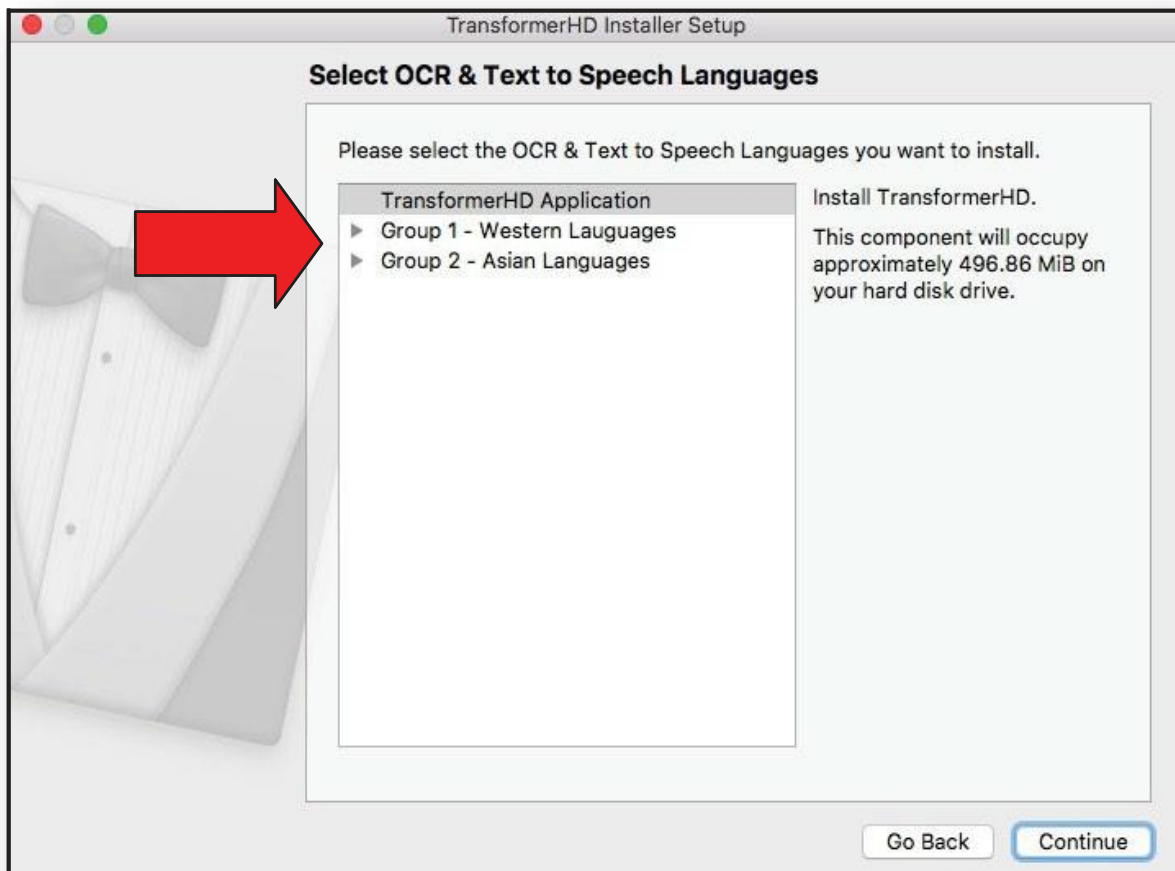 TransformerHD Installer Setup
Select OCR & Text to Speech Languages
Please select the OCR & Text to Speech Languages you want to install.
TransformerHD Application
Group 1 - Western Lauguages
Group 2 - Asian Languages
Install TransformerHD.
This component will occupy
approximately 496.86 MiB on
your hard disk drive.
Go Back
Continue